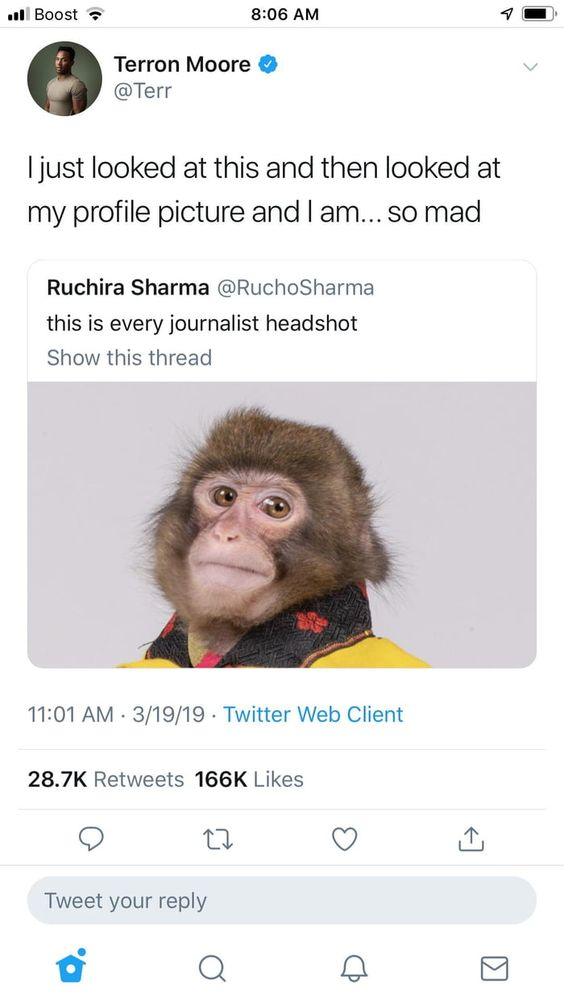 Boost 8:06 AM
Terron Moore
@Terr
I just looked at this and then looked at
my profile picture and I am... so mad
Ruchira Sharma @RuchoSharma
this is every journalist headshot
Show this thread
11:01 AM · 3/19/19 · Twitter Web Client
28.7K Retweets 166K Likes
Tweet your reply